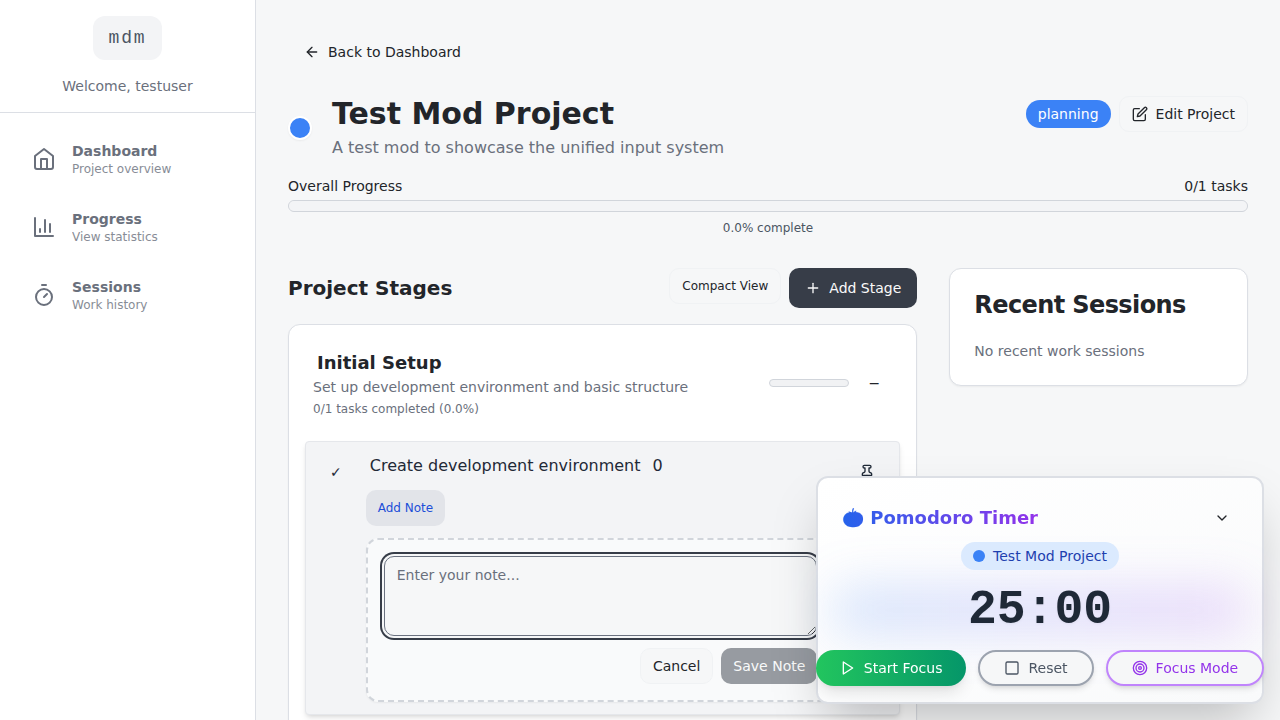 mdm
Welcome, testuser
Dashboard
Project overview
Progress
View statistics
Sessions
Work history
Back to Dashboard
Test Mod Project
A test mod to showcase the unified input system
planning
Edit Project
Overall Progress
0/1 tasks
0.0% complete
Project Stages
Compact View
Add Stage
Initial Setup
Set up development environment and basic structure
0/1 tasks completed (0.0%)
✓
Create development environment 0
Add Note
Enter your note...
Cancel
Save Note
Recent Sessions
No recent work sessions
Pomodoro Timer
Test Mod Project
25:00
Start Focus
Reset
Focus Mode